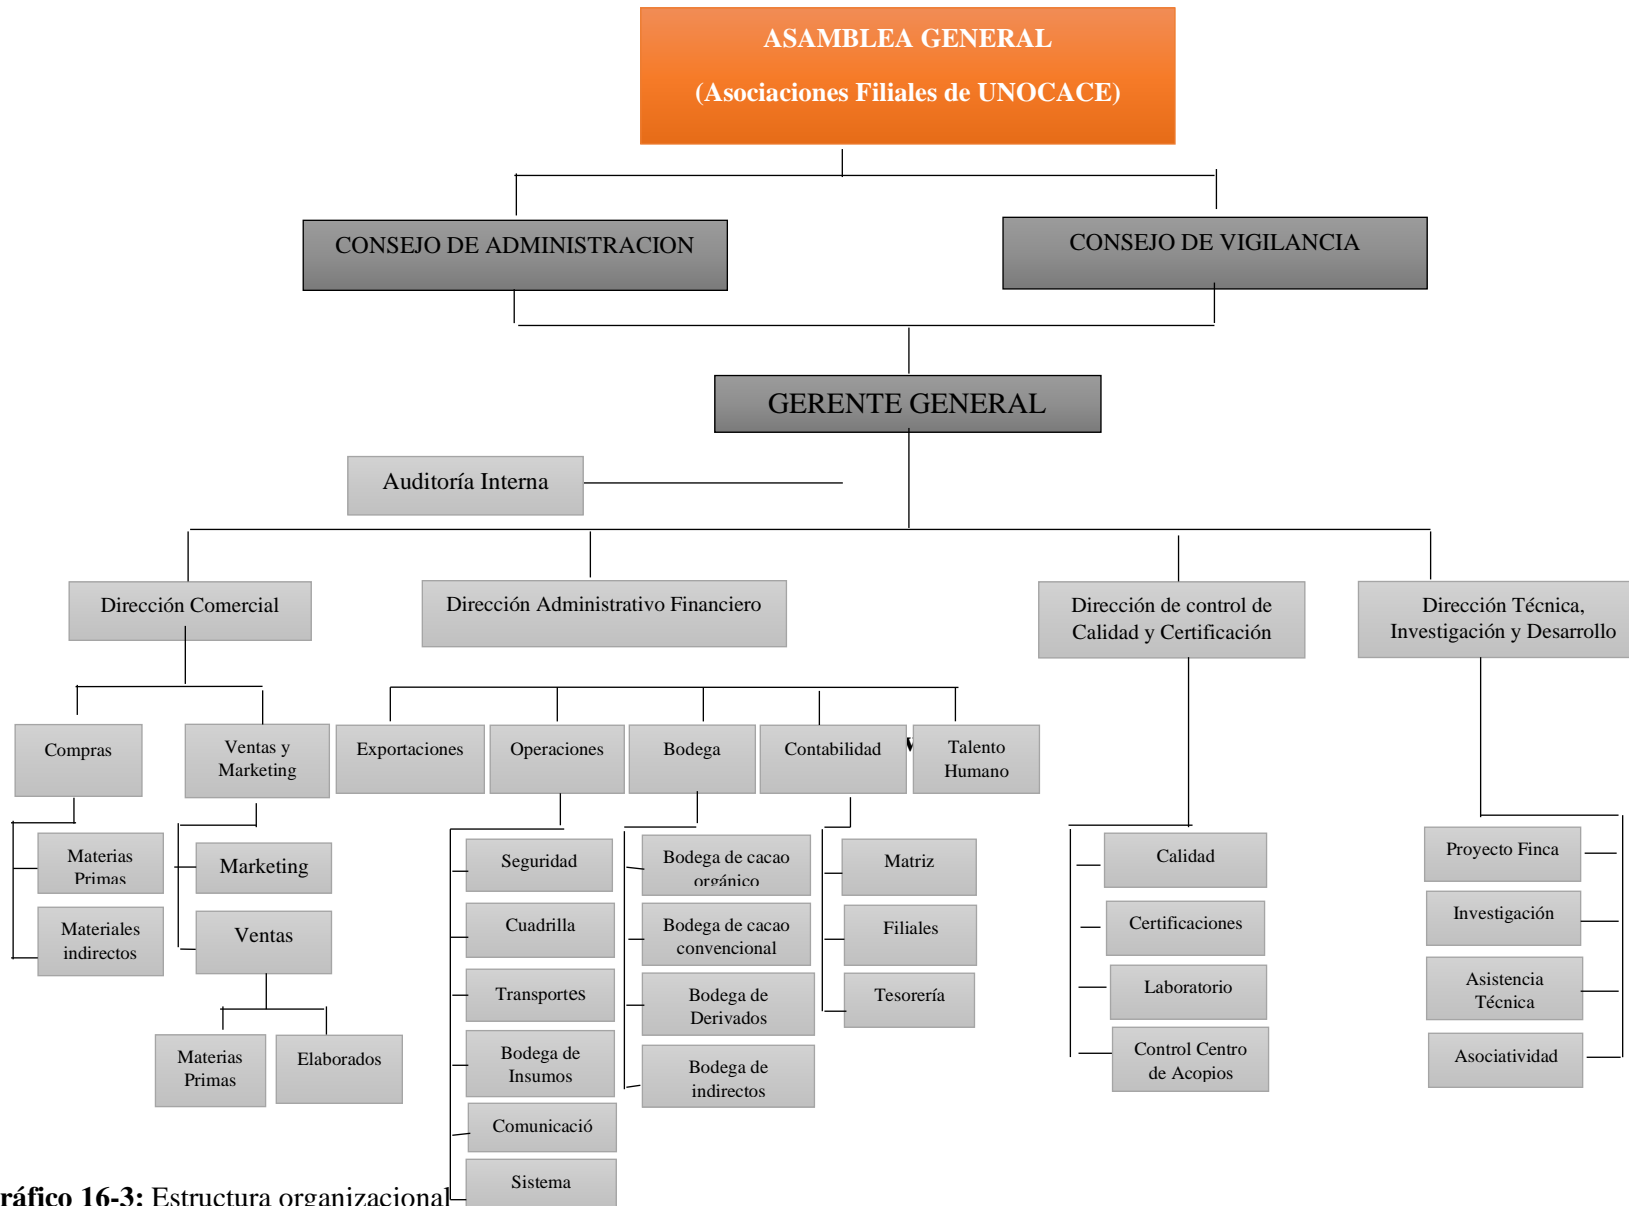 ASAMBLEA GENERAL
(Asociaciones Filiales de UNOCACE)
CONSEJO DE ADMINISTRACION
CONSEJO DE VIGILANCIA
GERENTE GENERAL
Auditoría Interna
Dirección Comercial
Dirección Administrativo Financiero
Dirección de control de
Calidad y Certificación
Dirección Técnica,
Investigación y Desarrollo
Compras
Ventas y
Marketing
Exportaciones
Operaciones
Bodega
Contabilidad
Talento
Humano
Materias
Primas
Materiales
indirectos
Marketing
Ventas
Materias
Primas
Elaborados
Seguridad
Cuadrilla
Transportes
Bodega de
Insumos
Comunicació
Sistema
Bodega de cacao
orgánico
Bodega de cacao
convencional
Bodega de
Derivados
Bodega de
indirectos
Matriz
Filiales
Tesorería
Calidad
Certificaciones
Laboratorio
Control Centro
de Acopios
Proyecto Finca
Investigación
Asistencia
Técnica
Asociatividad
ráfico 16-3: Estructura organizacional